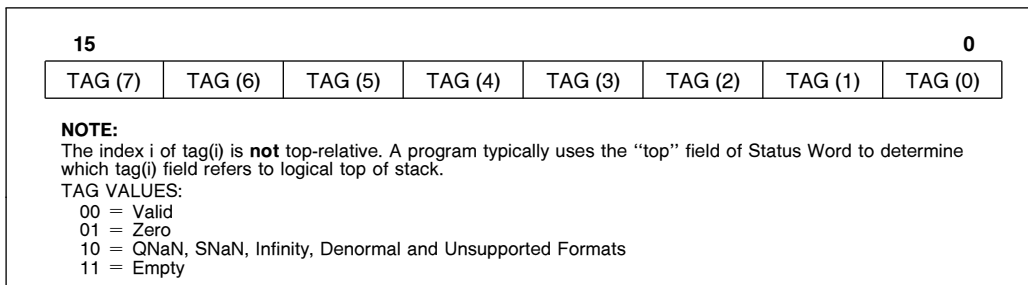 15 0
TAG (7) TAG (6) TAG (5) TAG (4) TAG (3) TAG (2) TAG (1) TAG (0)
NOTE:
The index i of tag(i) is not top-relative. A program typically uses the ‘‘top’’ field of Status Word to determine
which tag(i) field refers to logical top of stack.
TAG VALUES:
00 = Valid
01 = Zero
10 = QNaN, SNaN, Infinity, Denormal and Unsupported Formats
11 = Empty